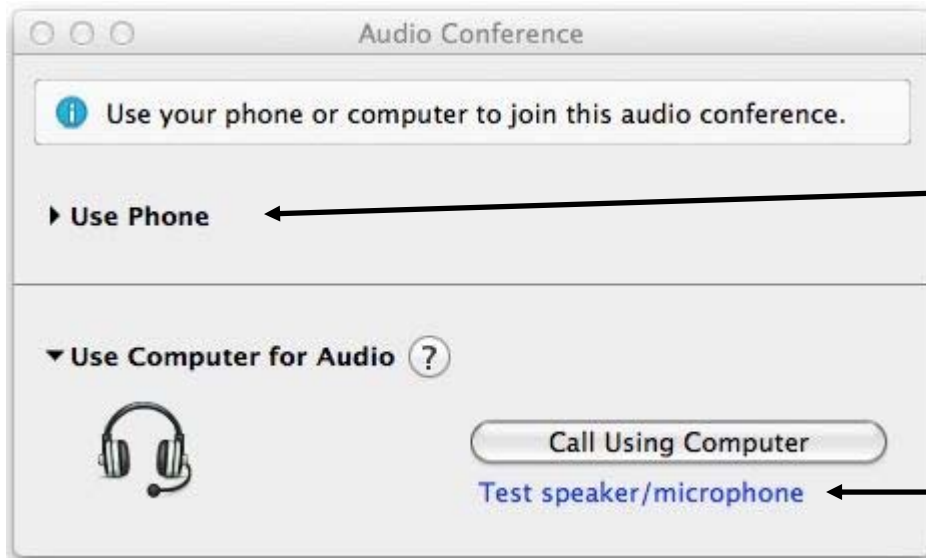 Audio Conference
Use your phone or computer to join this audio conference.
Use Phone
Use Computer for Audio ?
Call Using Computer
Test speaker/microphone